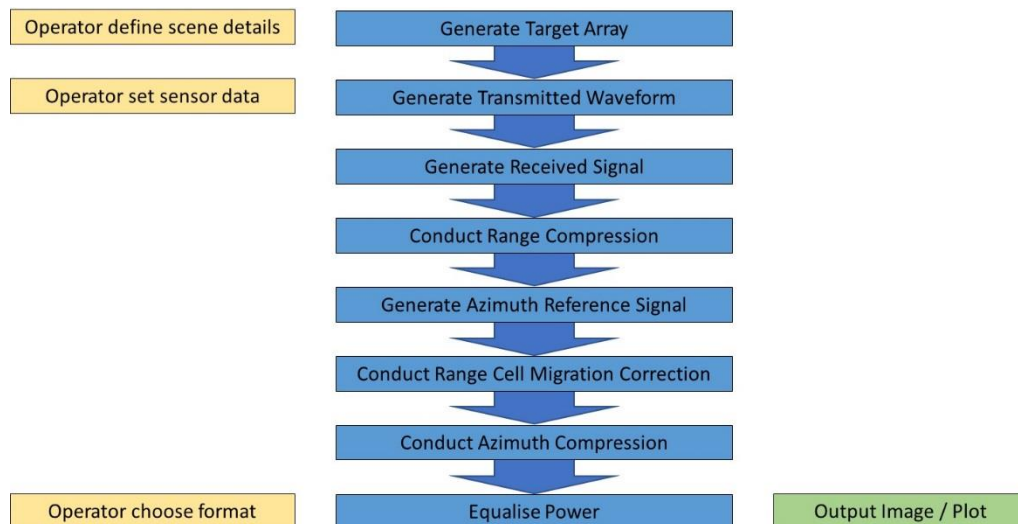 Operator define scene details
Generate Target Array
Operator set sensor data
Generate Transmitted Waveform
Generate Received Signal
Conduct Range Compression
Generate Azimuth Reference Signal
Conduct Range Cell Migration Correction
Conduct Azimuth Compression
Operator choose format
Equalise Power
Output Image / Plot